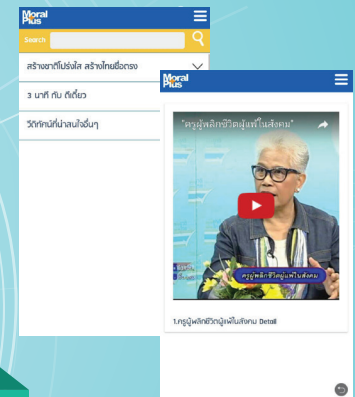 Moral
Plus
Search
สร้างชาติโปร่งใส สร้างไทยซื่อตรง
3 นาที กับ ดีเดี้ยว
วีดิทัศน์ที่น่าสนใจอื่นๆ
Moral
Plus
"ครูผู้พลิกชีวิตผู้แพ้ในสังคม"
ครูผู้พลิกชีวิตผู้แพ้ในสังคม
1.ครูผู้พลิกชีวิตผู้แพ้ในสังคม Detail